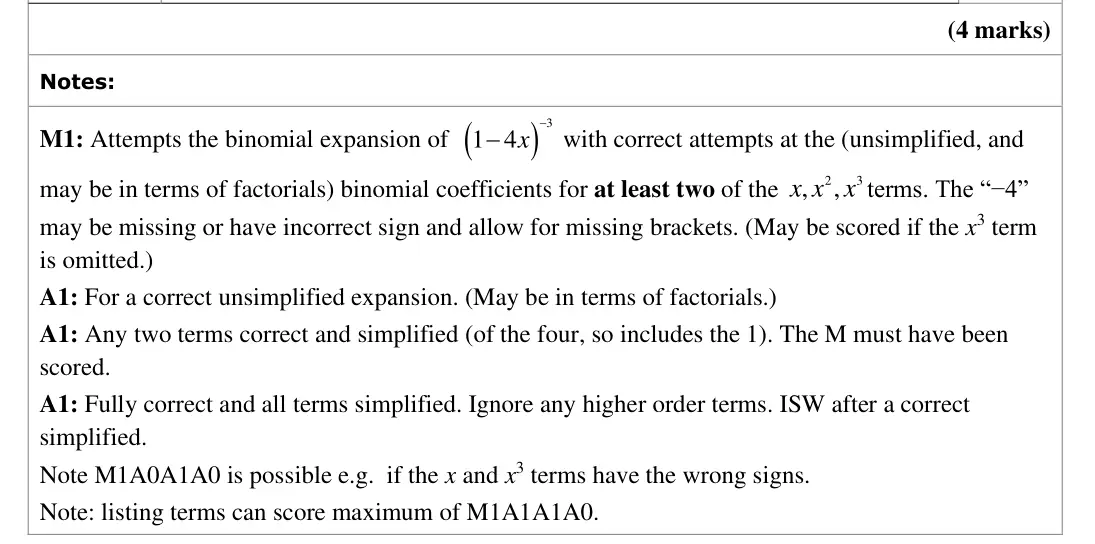 (4 marks)
Notes:
M1: Attempts the binomial expansion of (1−4x)⁻³ with correct attempts at the (unsimplified, and
may be in terms of factorials) binomial coefficients for at least two of the x, x², x³ terms. The “−4”
may be missing or have incorrect sign and allow for missing brackets. (May be scored if the x³ term
is omitted.)
A1: For a correct unsimplified expansion. (May be in terms of factorials.)
A1: Any two terms correct and simplified (of the four, so includes the 1). The M must have been
scored.
A1: Fully correct and all terms simplified. Ignore any higher order terms. ISW after a correct
simplified.
Note M1A0A1A0 is possible e.g. if the x and x³ terms have the wrong signs.
Note: listing terms can score maximum of M1A1A1A0.